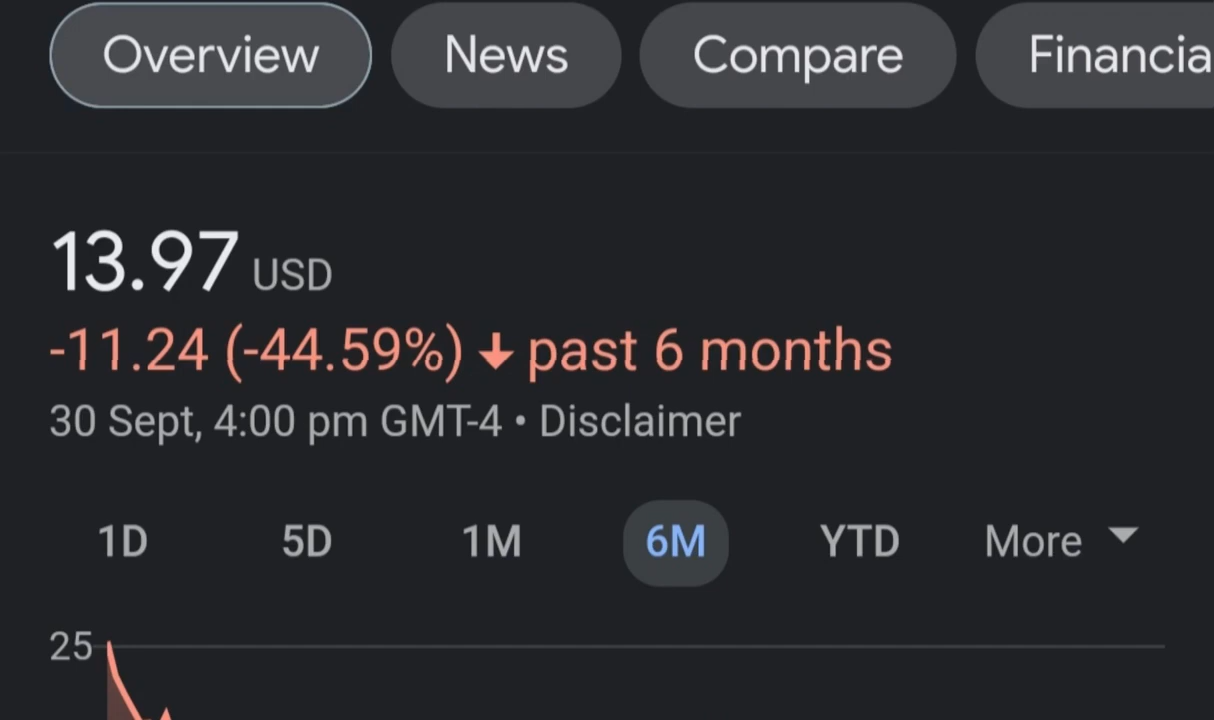 Overview News Compare Financia
13.97 USD
-11.24 (-44.59%) ↓ past 6 months
30 Sept, 4:00 pm GMT-4 • Disclaimer
1D 5D 1M 6M YTD More
25